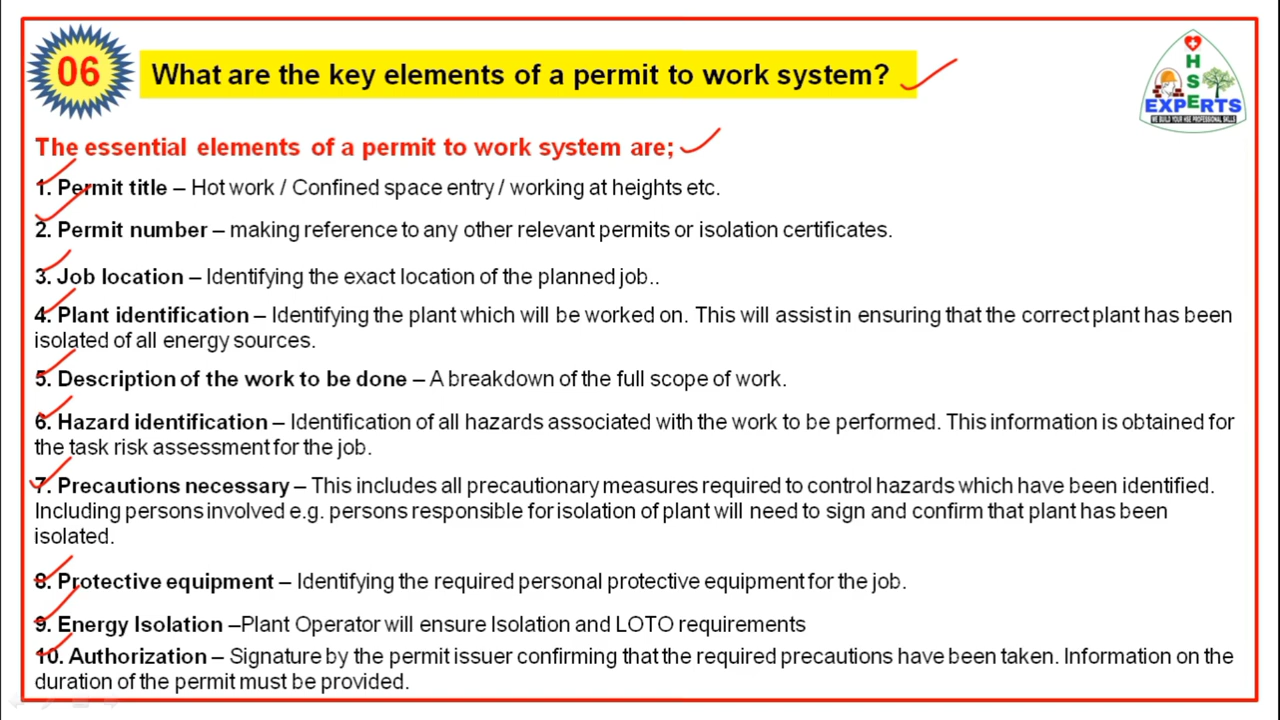 06
What are the key elements of a permit to work system?
H
S
EXPERTS
WE BUILD YOUR HSE PROFESSIONAL SKILLS
The essential elements of a permit to work system are;
1. Permit title – Hot work / Confined space entry / working at heights etc.
2. Permit number – making reference to any other relevant permits or isolation certificates.
3. Job location – Identifying the exact location of the planned job..
4. Plant identification – Identifying the plant which will be worked on. This will assist in ensuring that the correct plant has been
isolated of all energy sources.
5. Description of the work to be done – A breakdown of the full scope of work.
6. Hazard identification – Identification of all hazards associated with the work to be performed. This information is obtained for
the task risk assessment for the job.
7. Precautions necessary – This includes all precautionary measures required to control hazards which have been identified.
Including persons involved e.g. persons responsible for isolation of plant will need to sign and confirm that plant has been
isolated.
8. Protective equipment – Identifying the required personal protective equipment for the job.
9. Energy Isolation –Plant Operator will ensure Isolation and LOTO requirements
10. Authorization – Signature by the permit issuer confirming that the required precautions have been taken. Information on the
duration of the permit must be provided.